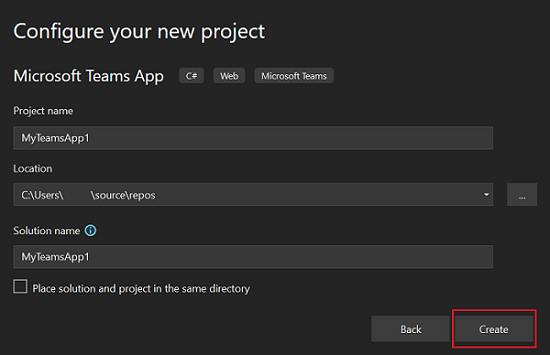 Configure your new project
Microsoft Teams App C# Web Microsoft Teams
Project name
MyTeamsApp1
Location
C:\Users\ \source\repos
...
Solution name
MyTeamsApp1
Place solution and project in the same directory
Back Create